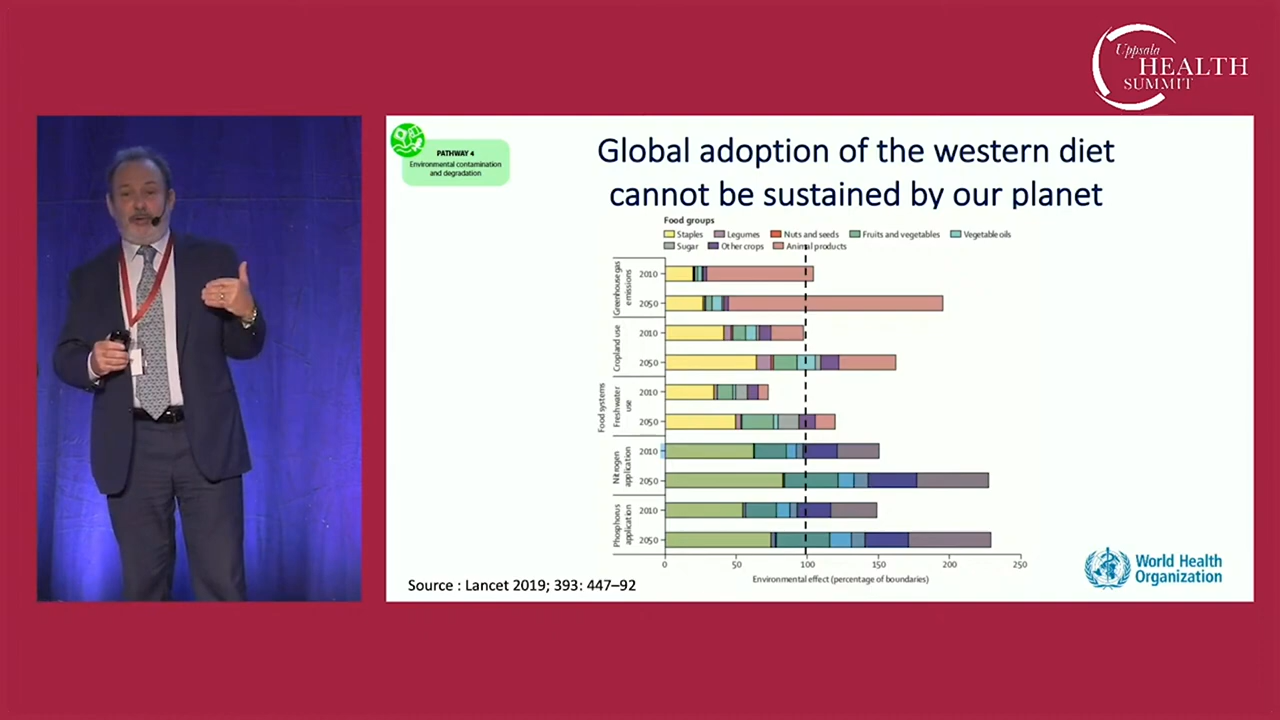 Uppsala
HEALTH
SUMMIT
PATHWAY 4
Environmental contamination
and degradation
Global adoption of the western diet
cannot be sustained by our planet
Food groups
Staples Legumes Nuts and seeds Fruits and vegetables Vegetable oils
Sugar Other crops Animal products
Food systems
Greenhouse gas
emissions
2010
2050
Cropland use
2010
2050
Freshwater
use
2010
2050
Nitrogen
application
2010
2050
Phosphorus
application
2010
2050
0 50 100 150 200 250
Environmental effect (percentage of boundaries)
Source : Lancet 2019; 393: 447–92
World Health
Organization